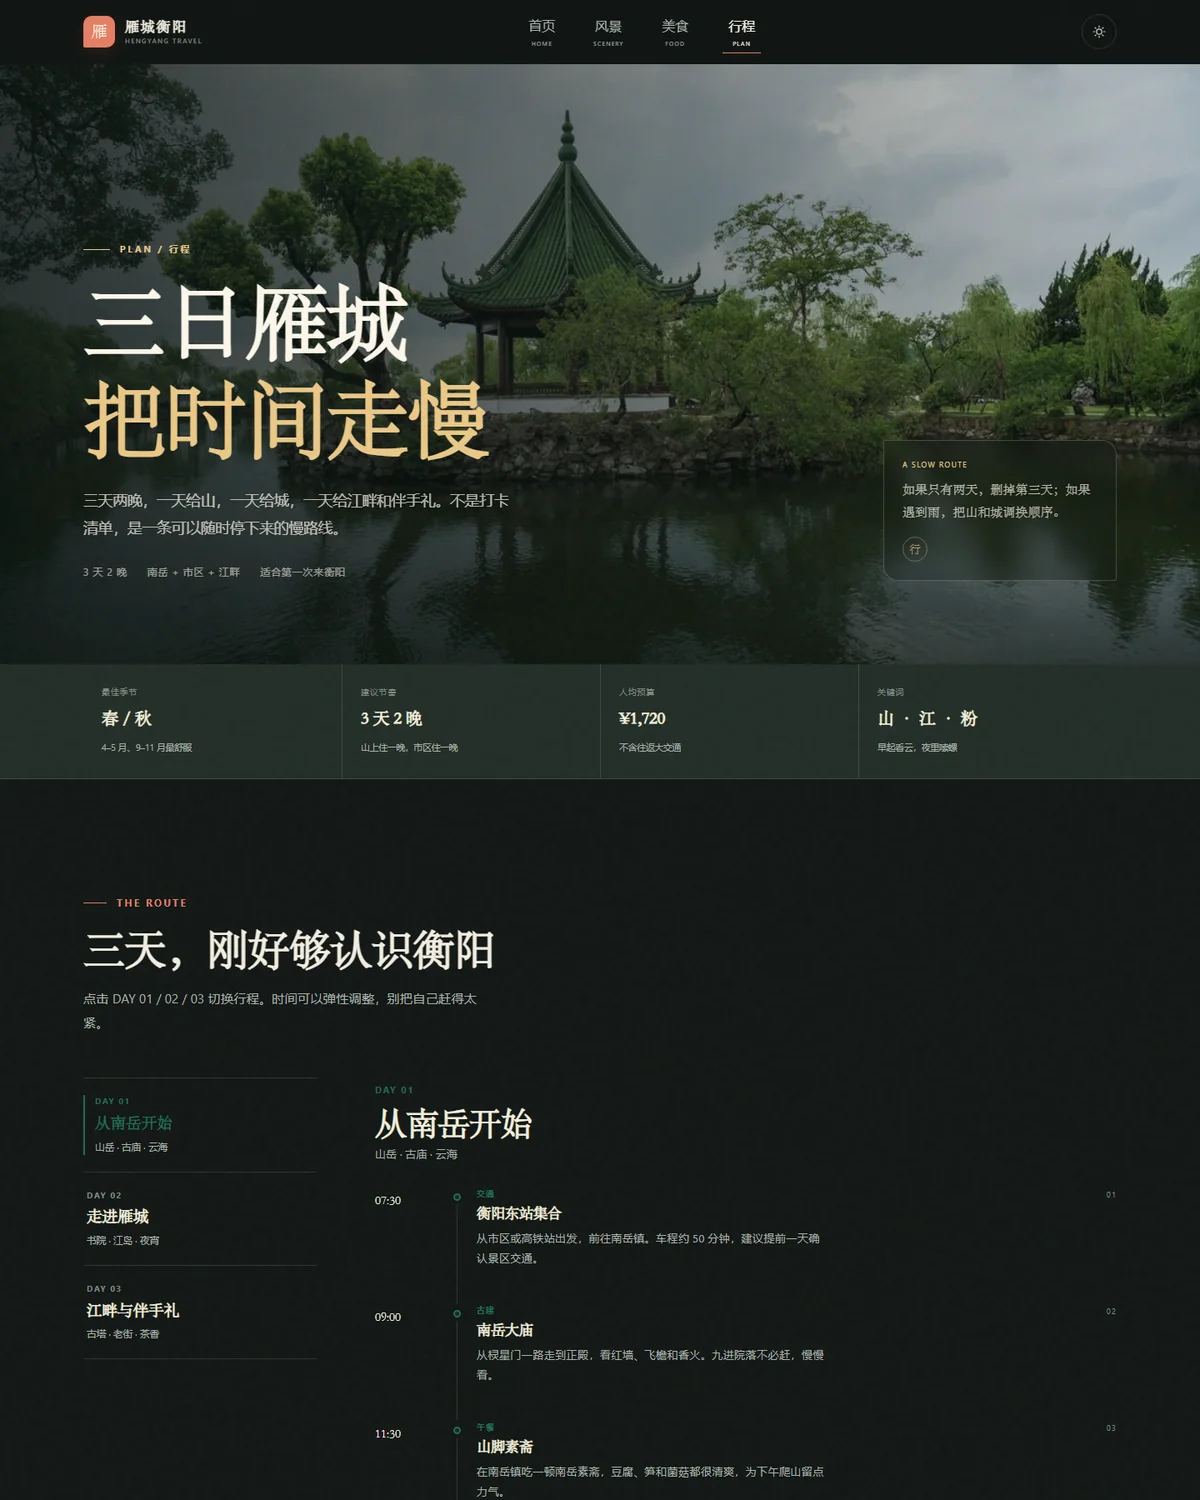 雁
雁城衡阳
HENGYANG TRAVEL
首页
HOME
风景
SCENERY
美食
FOOD
行程
PLAN
PLAN / 行程
三日雁城
把时间走慢
三天两晚，一天给山，一天给城，一天给江畔和伴手礼。不是打卡
清单，是一条可以随时停下来的慢路线。
3 天 2 晚 南岳 + 市区 + 江畔 适合第一次来衡阳
A SLOW ROUTE
如果只有两天，删掉第三天；如果
遇到雨，把山和城调换顺序。
行
最佳季节
春 / 秋
4–5 月、9–11 月最舒服
建议节奏
3 天 2 晚
山上住一晚，市区住一晚
人均预算
¥1,720
不含往返大交通
关键词
山 · 江 · 粉
早起看云，夜里嗦螺
THE ROUTE
三天，刚好够认识衡阳
点击 DAY 01 / 02 / 03 切换行程。时间可以弹性调整，别把自己赶得太
紧。
DAY 01
从南岳开始
山岳 · 古庙 · 云海
DAY 02
走进雁城
书院 · 江岛 · 夜宵
DAY 03
江畔与伴手礼
古塔 · 老街 · 茶香
DAY 01
从南岳开始
山岳 · 古庙 · 云海
07:30
交通
衡阳东站集合
从市区或高铁站出发，前往南岳镇。车程约 50 分钟，建议提前一天确
认景区交通。
01
09:00
古建
南岳大庙
从棂星门一路走到正殿，看红墙、飞檐和香火。九进院落不必赶，慢慢
看。
02
11:30
午餐
山脚素斋
在南岳镇吃一顿南岳素斋，豆腐、笋和菌菇都很清爽，为下午爬山留点
力气。
03